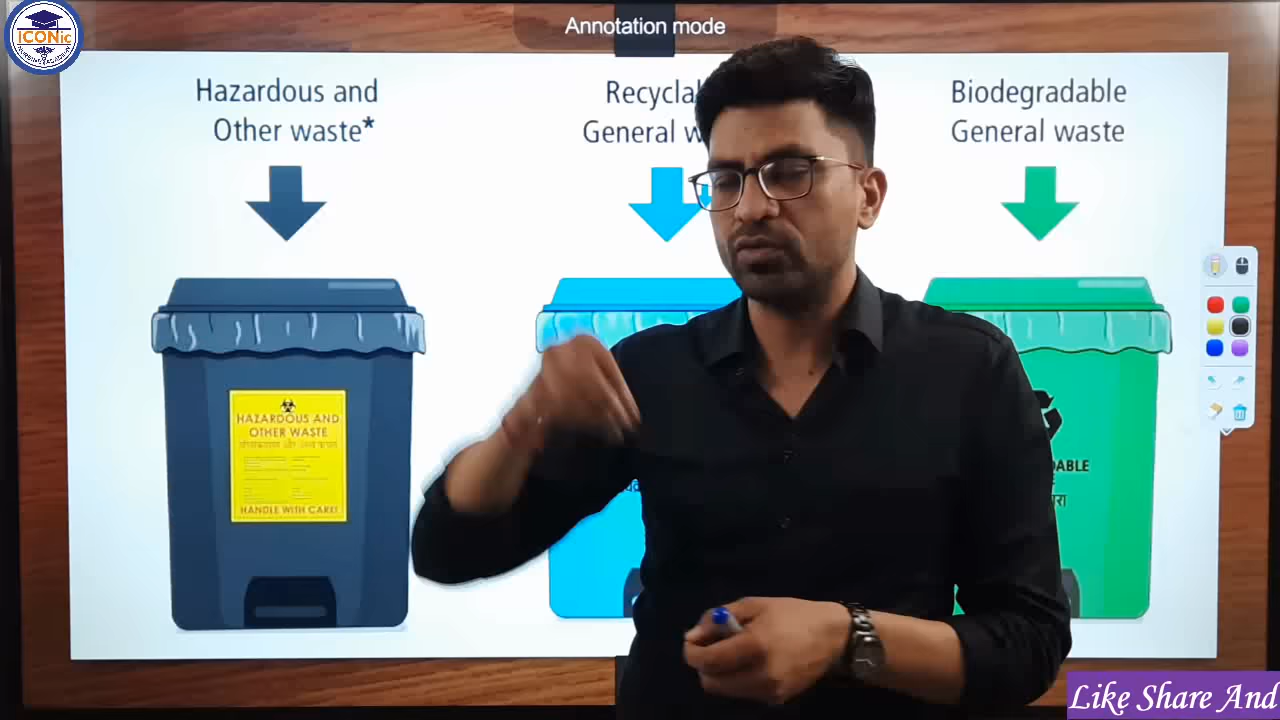 ICONic
Annotation mode
Hazardous and
Other waste*
Recycla
General w
Biodegradable
General waste
HAZARDOUS AND
OTHER WASTE
HANDLE WITH CARE!
DABLE
Like Share And